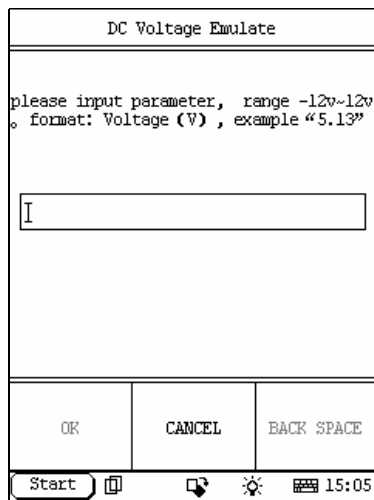 DC Voltage Emulate
please input parameter, range -12v~12v
。format: Voltage (V) , example “5.13”
OK CANCEL BACK SPACE
Start 15:05